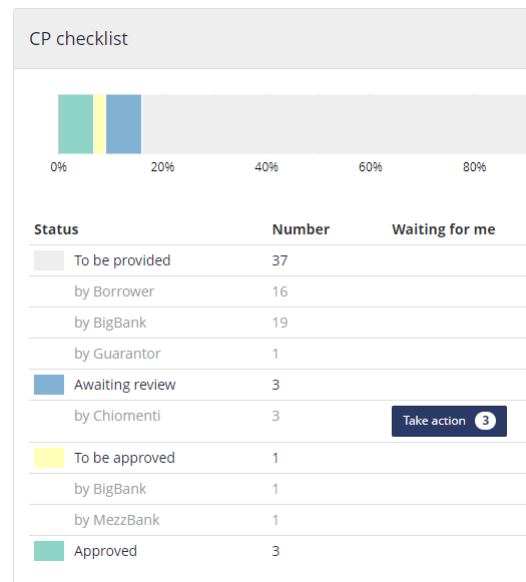 CP checklist
0% 20% 40% 60% 80%
Status Number Waiting for me
To be provided 37
by Borrower 16
by BigBank 19
by Guarantor 1
Awaiting review 3
by Chiomenti 3 Take action 3
To be approved 1
by BigBank 1
by MezzBank 1
Approved 3